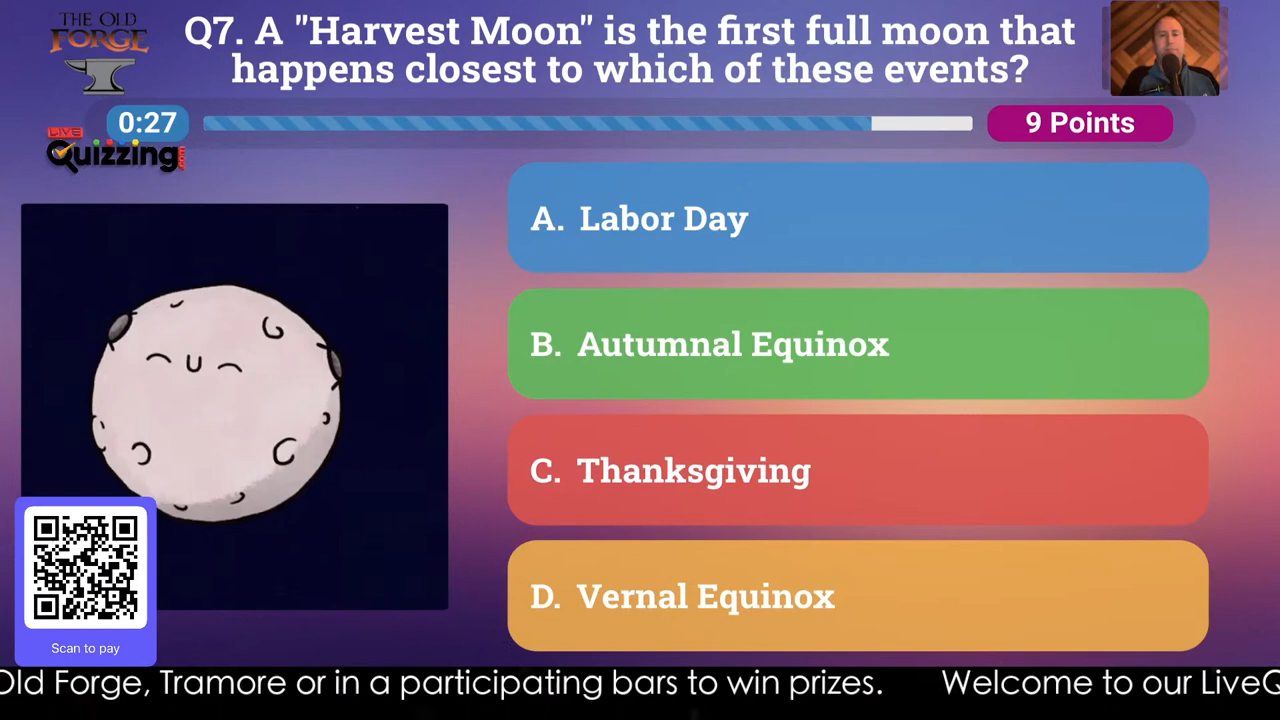 THE OLD
FORGE
Q7. A "Harvest Moon" is the first full moon that
happens closest to which of these events?
0:27
9 Points
LIVE
Quizzing
A. Labor Day
B. Autumnal Equinox
C. Thanksgiving
D. Vernal Equinox
Scan to pay
Old Forge, Tramore or in a participating bars to win prizes. Welcome to our LiveQ